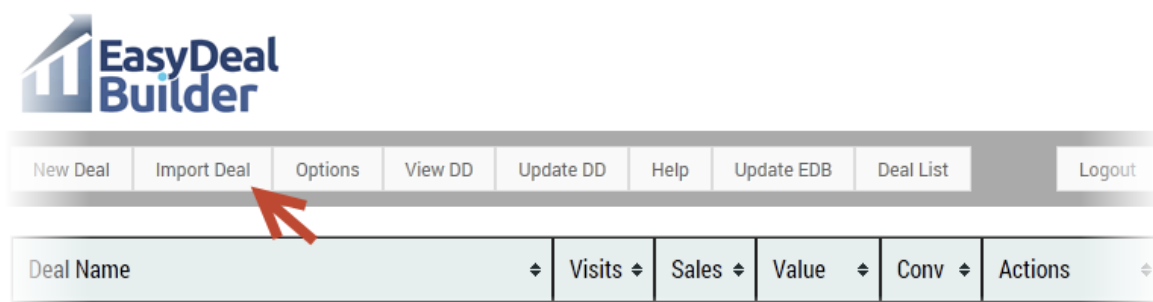 EasyDeal
Builder
New Deal Import Deal Options View DD Update DD Help Update EDB Deal List Logout
Deal Name Visits Sales Value Conv Actions